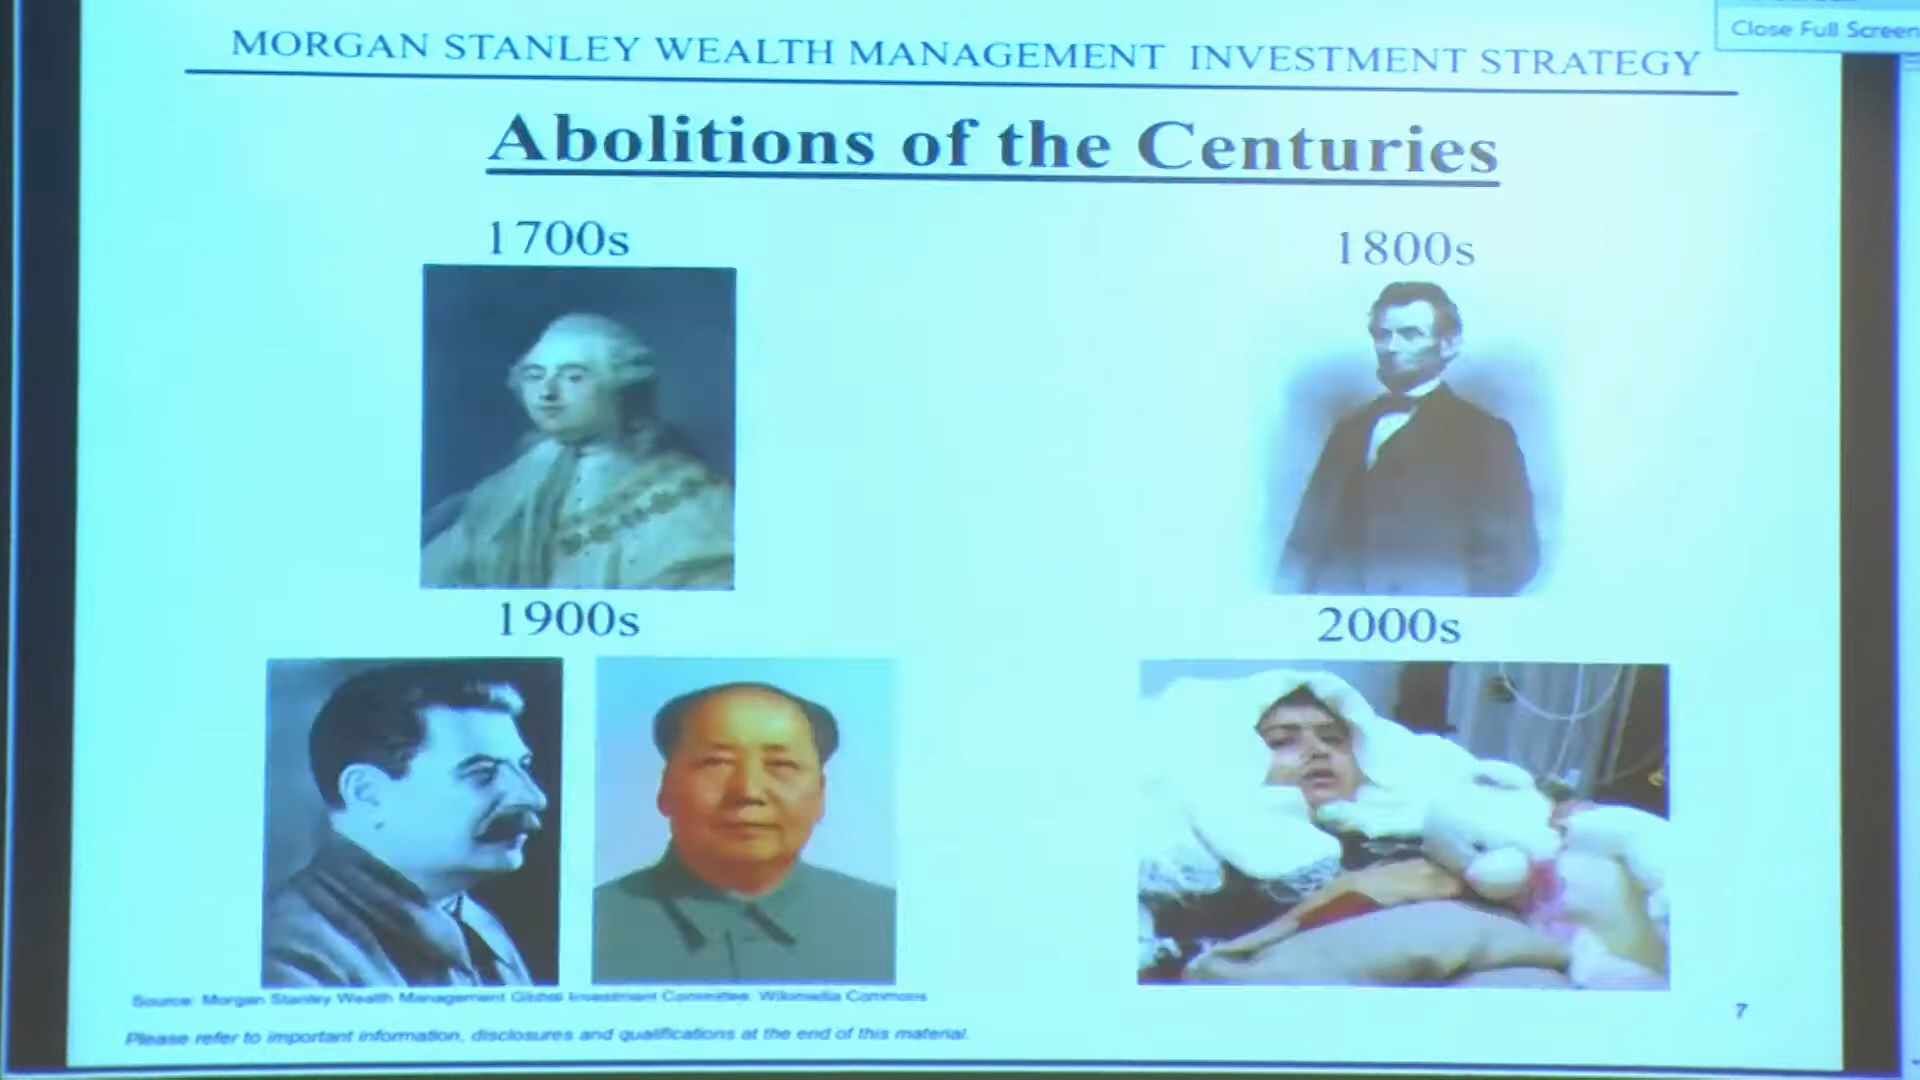 Close Full Screen
MORGAN STANLEY WEALTH MANAGEMENT INVESTMENT STRATEGY
Abolitions of the Centuries
1700s
1800s
1900s
2000s
Source: Morgan Stanley Wealth Management Global Investment Committee, Wikimedia Commons
7
Please refer to important information, disclosures and qualifications at the end of this material.